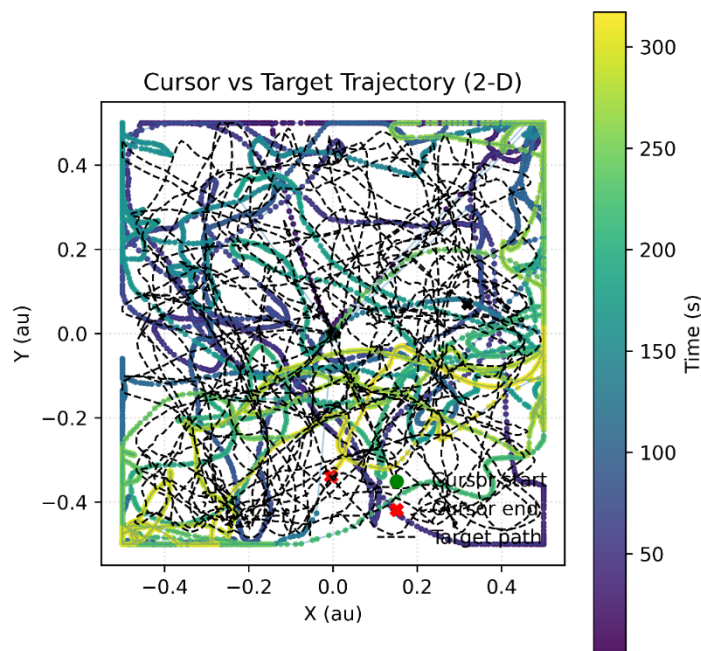 Cursor vs Target Trajectory (2-D)
300
250
200
150
100
50
Time (s)
0.4
0.2
0.0
−0.2
−0.4
Y (au)
Cursor start
Cursor end
Target path
−0.4
−0.2
0.0
0.2
0.4
X (au)